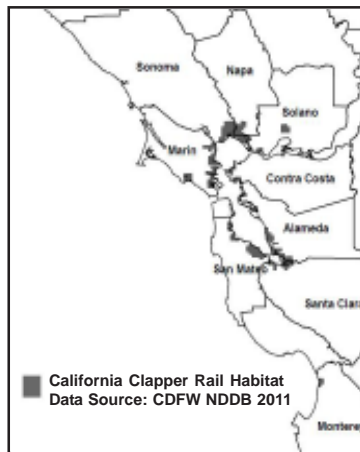 Sonoma
Napa
Solano
Marin
Contra Costa
Alameda
San Mateo
Santa Clara
California Clapper Rail Habitat
Data Source: CDFW NDDB 2011
Montere